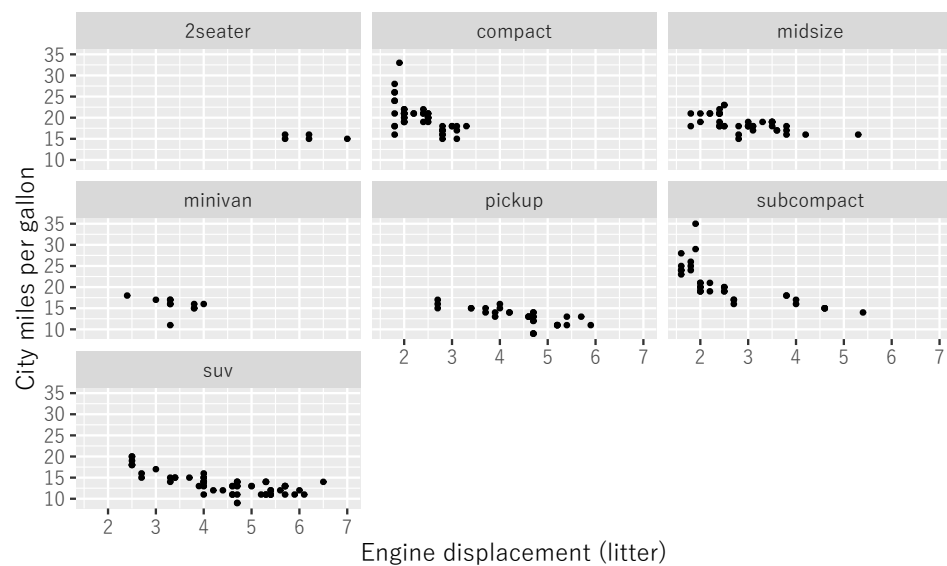 2seater compact midsize
35
30
25
20
15
10
minivan pickup subcompact
35
30
25
20
15
10
2 3 4 5 6 7 2 3 4 5 6 7
suv
35
30
25
20
15
10
2 3 4 5 6 7
City miles per gallon
Engine displacement (litter)